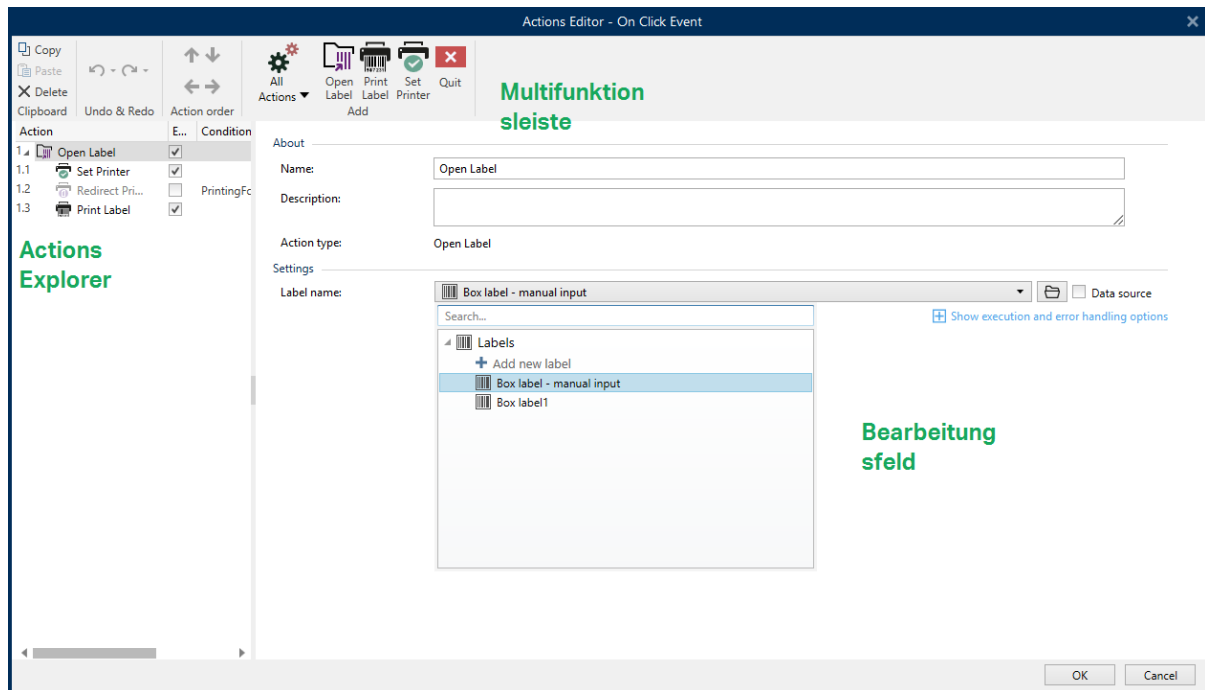 Actions Editor - On Click Event
Copy
Paste
Delete
Clipboard
Undo & Redo
Action order
All
Actions
Open
Label
Print
Label
Set
Printer
Quit
Add
Multifunktion
sleiste
Action E... Condition
1 Open Label
1.1 Set Printer
1.2 Redirect Pri... PrintingFc
1.3 Print Label
Actions
Explorer
About
Name: Open Label
Description:
Action type: Open Label
Settings
Label name: Box label - manual input Data source
Search...
Show execution and error handling options
Labels
Add new label
Box label - manual input
Box label1
Bearbeitung
sfeld
OK Cancel